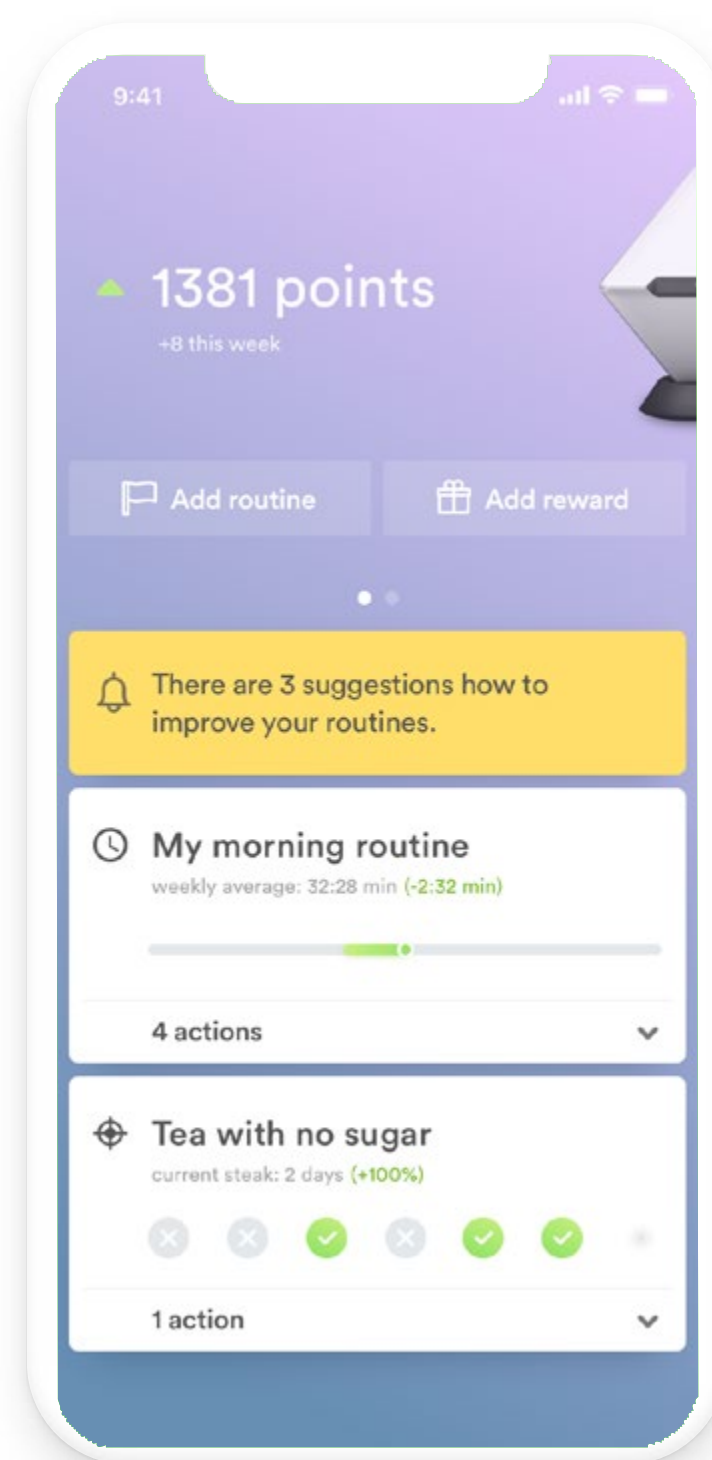 9:41
1381 points
+8 this week
Add routine
Add reward
There are 3 suggestions how to
improve your routines.
My morning routine
weekly average: 32:28 min (-2:32 min)
4 actions
Tea with no sugar
current steak: 2 days (+100%)
1 action